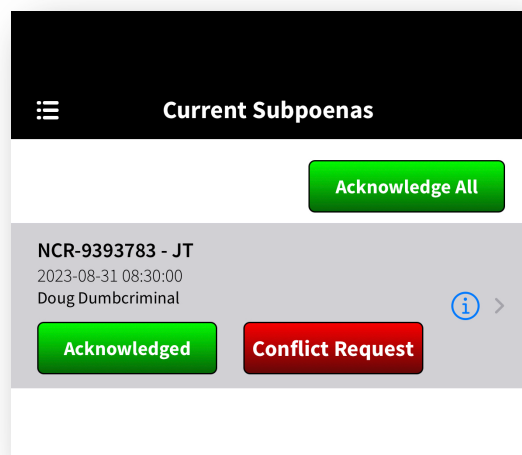 Current Subpoenas
Acknowledge All
NCR-9393783 - JT
2023-08-31 08:30:00
Doug Dumbcriminal
Acknowledged
Conflict Request